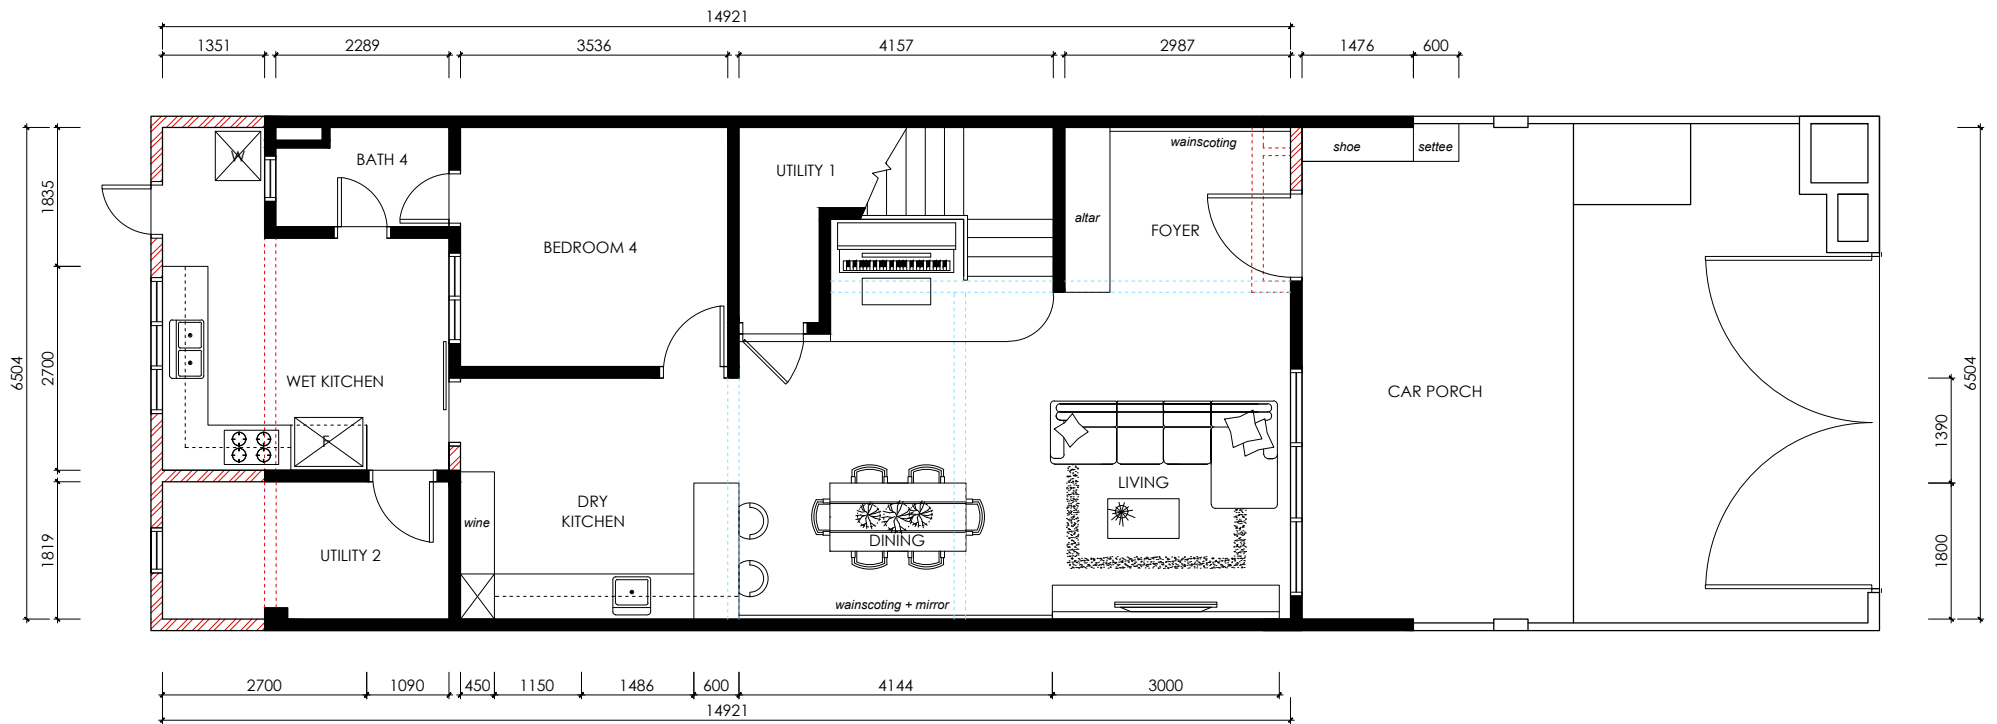 14921
1351 2289 3536 4157 2987 1476 600
W
BATH 4
UTILITY 1
wainscoting
shoe
settee
1835
altar
FOYER
BEDROOM 4
6504
2700
WET KITCHEN
CAR PORCH
6504
1390
F
LIVING
DRY
KITCHEN
wine
DINING
1819
UTILITY 2
1800
wainscoting + mirror
2700 1090 450 1150 1486 600 4144 3000
14921